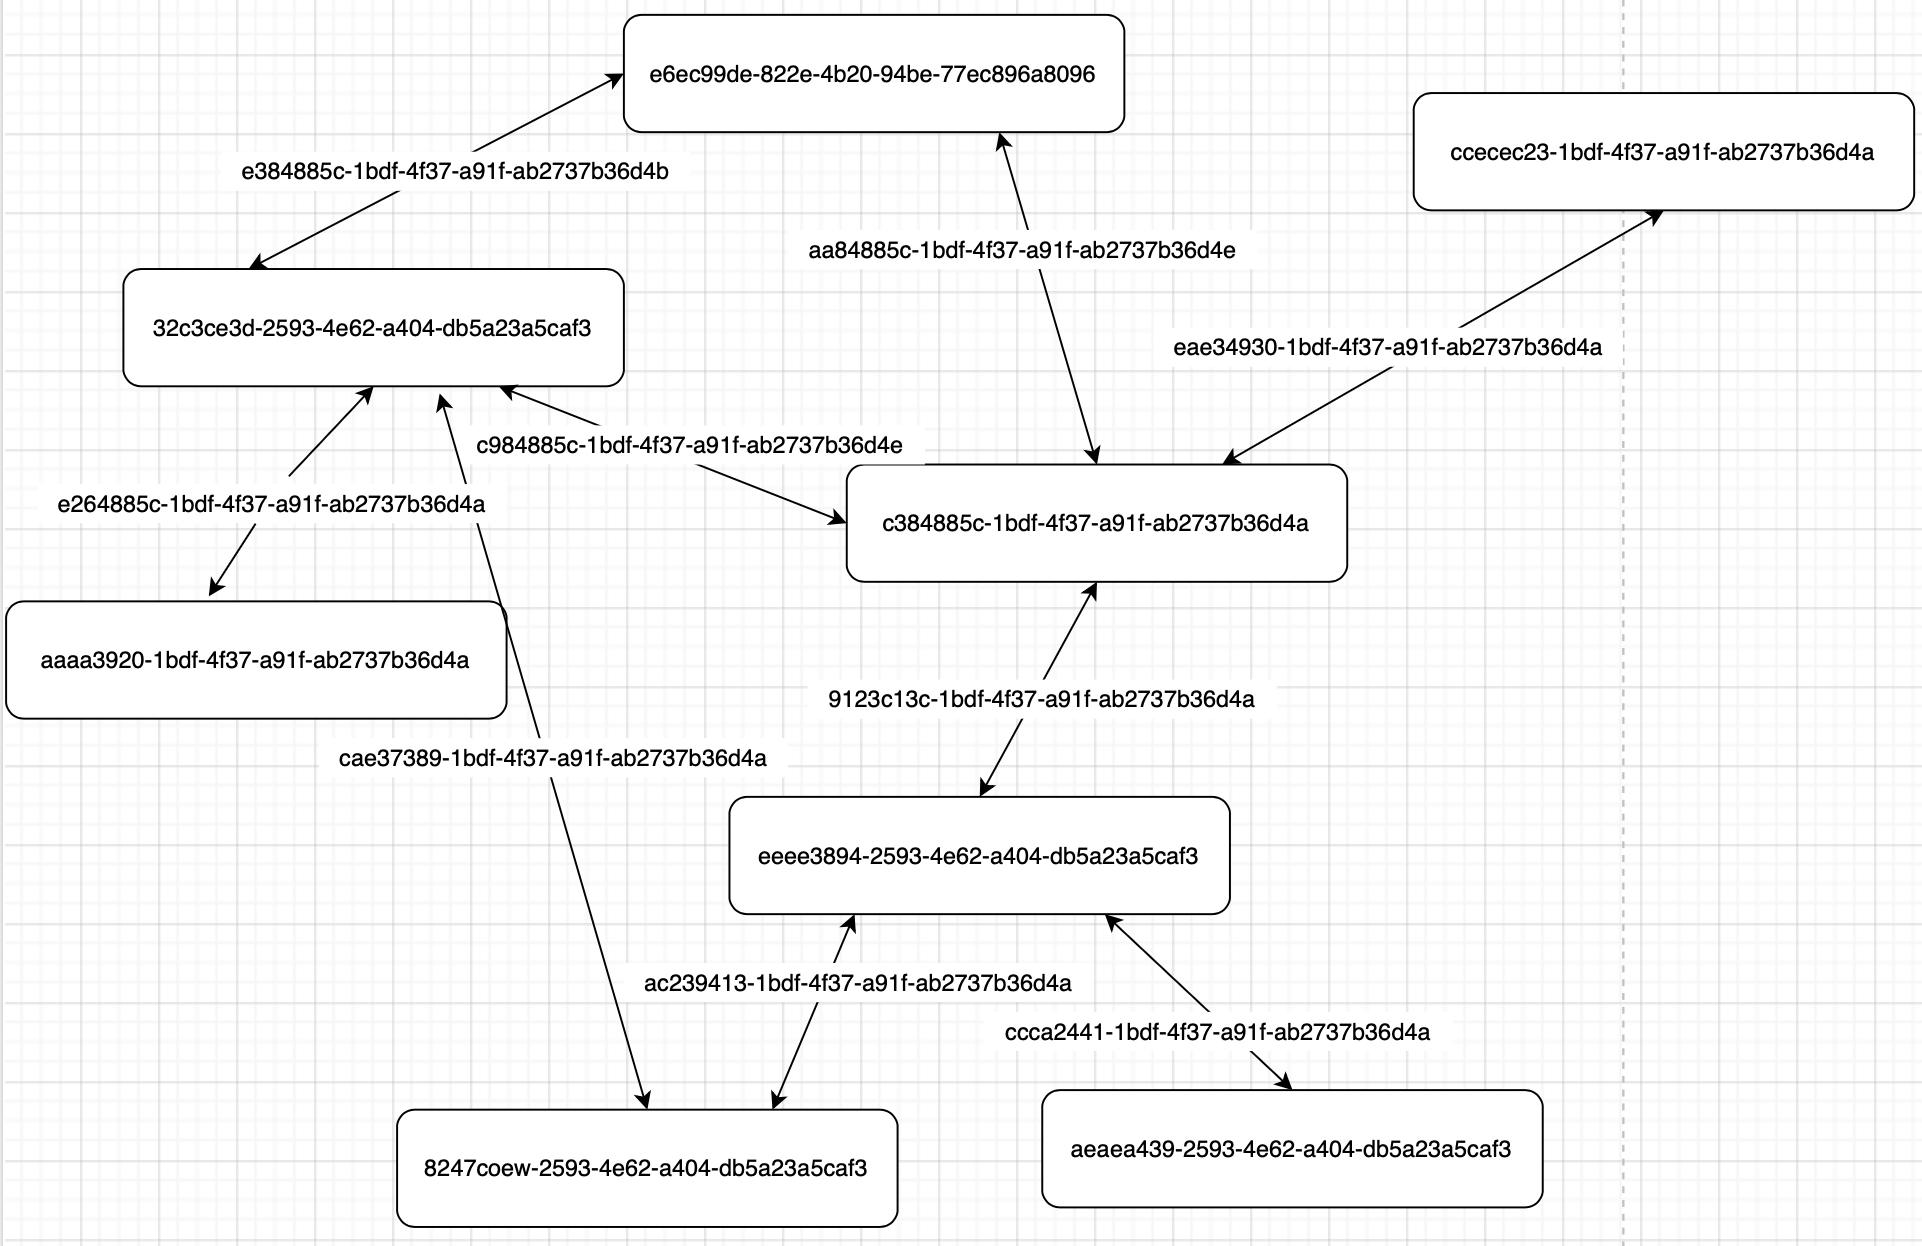 e6ec99de-822e-4b20-94be-77ec896a8096
ccecec23-1bdf-4f37-a91f-ab2737b36d4a
e384885c-1bdf-4f37-a91f-ab2737b36d4b
aa84885c-1bdf-4f37-a91f-ab2737b36d4e
32c3ce3d-2593-4e62-a404-db5a23a5caf3
eae34930-1bdf-4f37-a91f-ab2737b36d4a
c984885c-1bdf-4f37-a91f-ab2737b36d4e
e264885c-1bdf-4f37-a91f-ab2737b36d4a
c384885c-1bdf-4f37-a91f-ab2737b36d4a
aaaa3920-1bdf-4f37-a91f-ab2737b36d4a
9123c13c-1bdf-4f37-a91f-ab2737b36d4a
cae37389-1bdf-4f37-a91f-ab2737b36d4a
eeee3894-2593-4e62-a404-db5a23a5caf3
ac239413-1bdf-4f37-a91f-ab2737b36d4a
ccca2441-1bdf-4f37-a91f-ab2737b36d4a
aeaea439-2593-4e62-a404-db5a23a5caf3
8247coew-2593-4e62-a404-db5a23a5caf3